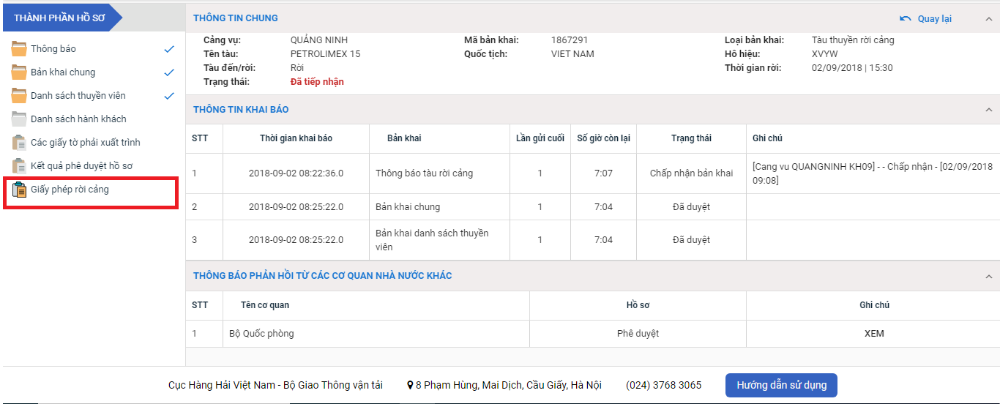 THÀNH PHẦN HỒ SƠ
Thông báo
Bản khai chung
Danh sách thuyền viên
Danh sách hành khách
Các giấy tờ phải xuất trình
Kết quả phê duyệt hồ sơ
Giấy phép rời cảng
THÔNG TIN CHUNG Quay lại
Cảng vụ: QUẢNG NINH Mã bản khai: 1867291 Loại bản khai: Tàu thuyền rời cảng
Tên tàu: PETROLIMEX 15 Quốc tịch: VIET NAM Hô hiệu: XVYW
Tàu đến/rời: Rời Thời gian rời: 02/09/2018 | 15:30
Trạng thái: Đã tiếp nhận
THÔNG TIN KHAI BÁO
STT Thời gian khai báo Bản khai Lần gửi cuối Số giờ còn lại Trạng thái Ghi chú
1 2018-09-02 08:22:36.0 Thông báo tàu rời cảng 1 7:07 Chấp nhận bản khai [Cang vu QUANGNINH KH09] - - Chấp nhận - [02/09/2018
09:08]
2 2018-09-02 08:25:22.0 Bản khai chung 1 7:04 Đã duyệt
3 2018-09-02 08:25:22.0 Bản khai danh sách thuyền
viên 1 7:04 Đã duyệt
THÔNG BÁO PHẢN HỒI TỪ CÁC CƠ QUAN NHÀ NƯỚC KHÁC
STT Tên cơ quan Hồ sơ Ghi chú
1 Bộ Quốc phòng Phê duyệt XEM
Cục Hàng Hải Việt Nam - Bộ Giao Thông vận tải 8 Phạm Hùng, Mai Dịch, Cầu Giấy, Hà Nội (024) 3768 3065 Hướng dẫn sử dụng